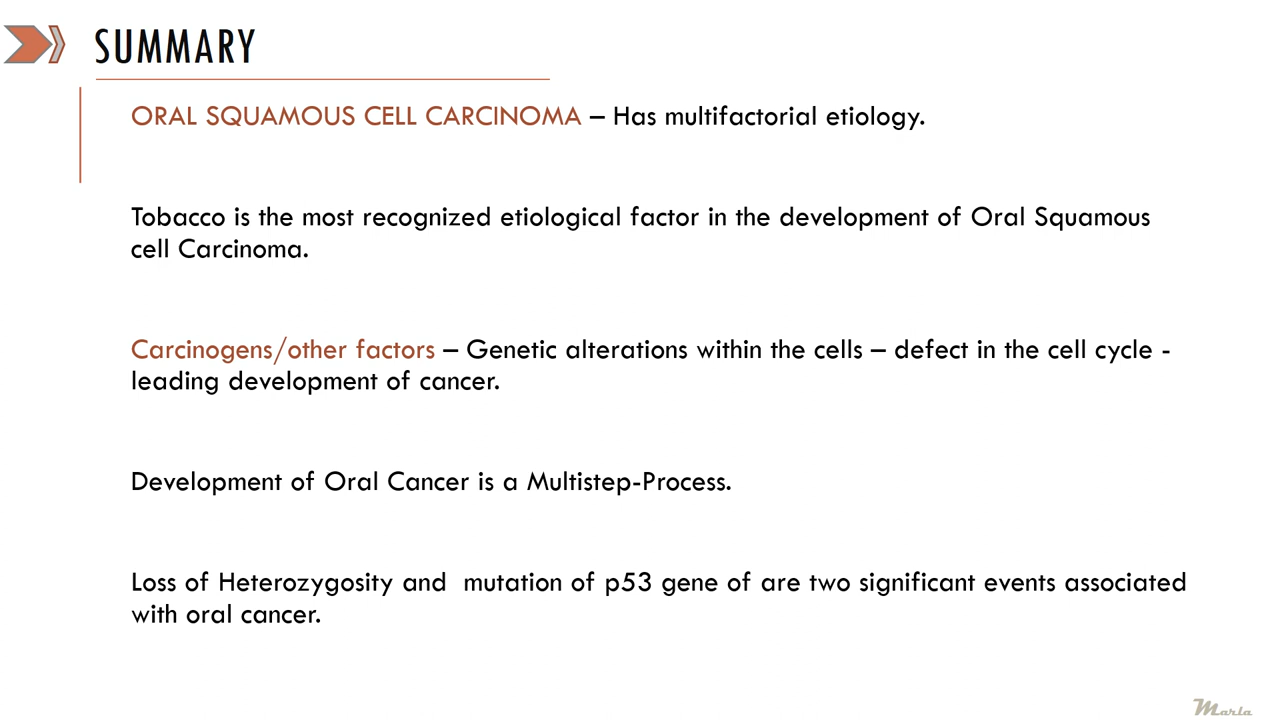 SUMMARY
ORAL SQUAMOUS CELL CARCINOMA – Has multifactorial etiology.
Tobacco is the most recognized etiological factor in the development of Oral Squamous
cell Carcinoma.
Carcinogens/other factors – Genetic alterations within the cells – defect in the cell cycle -
leading development of cancer.
Development of Oral Cancer is a Multistep-Process.
Loss of Heterozygosity and  mutation of p53 gene of are two significant events associated
with oral cancer.
Marla